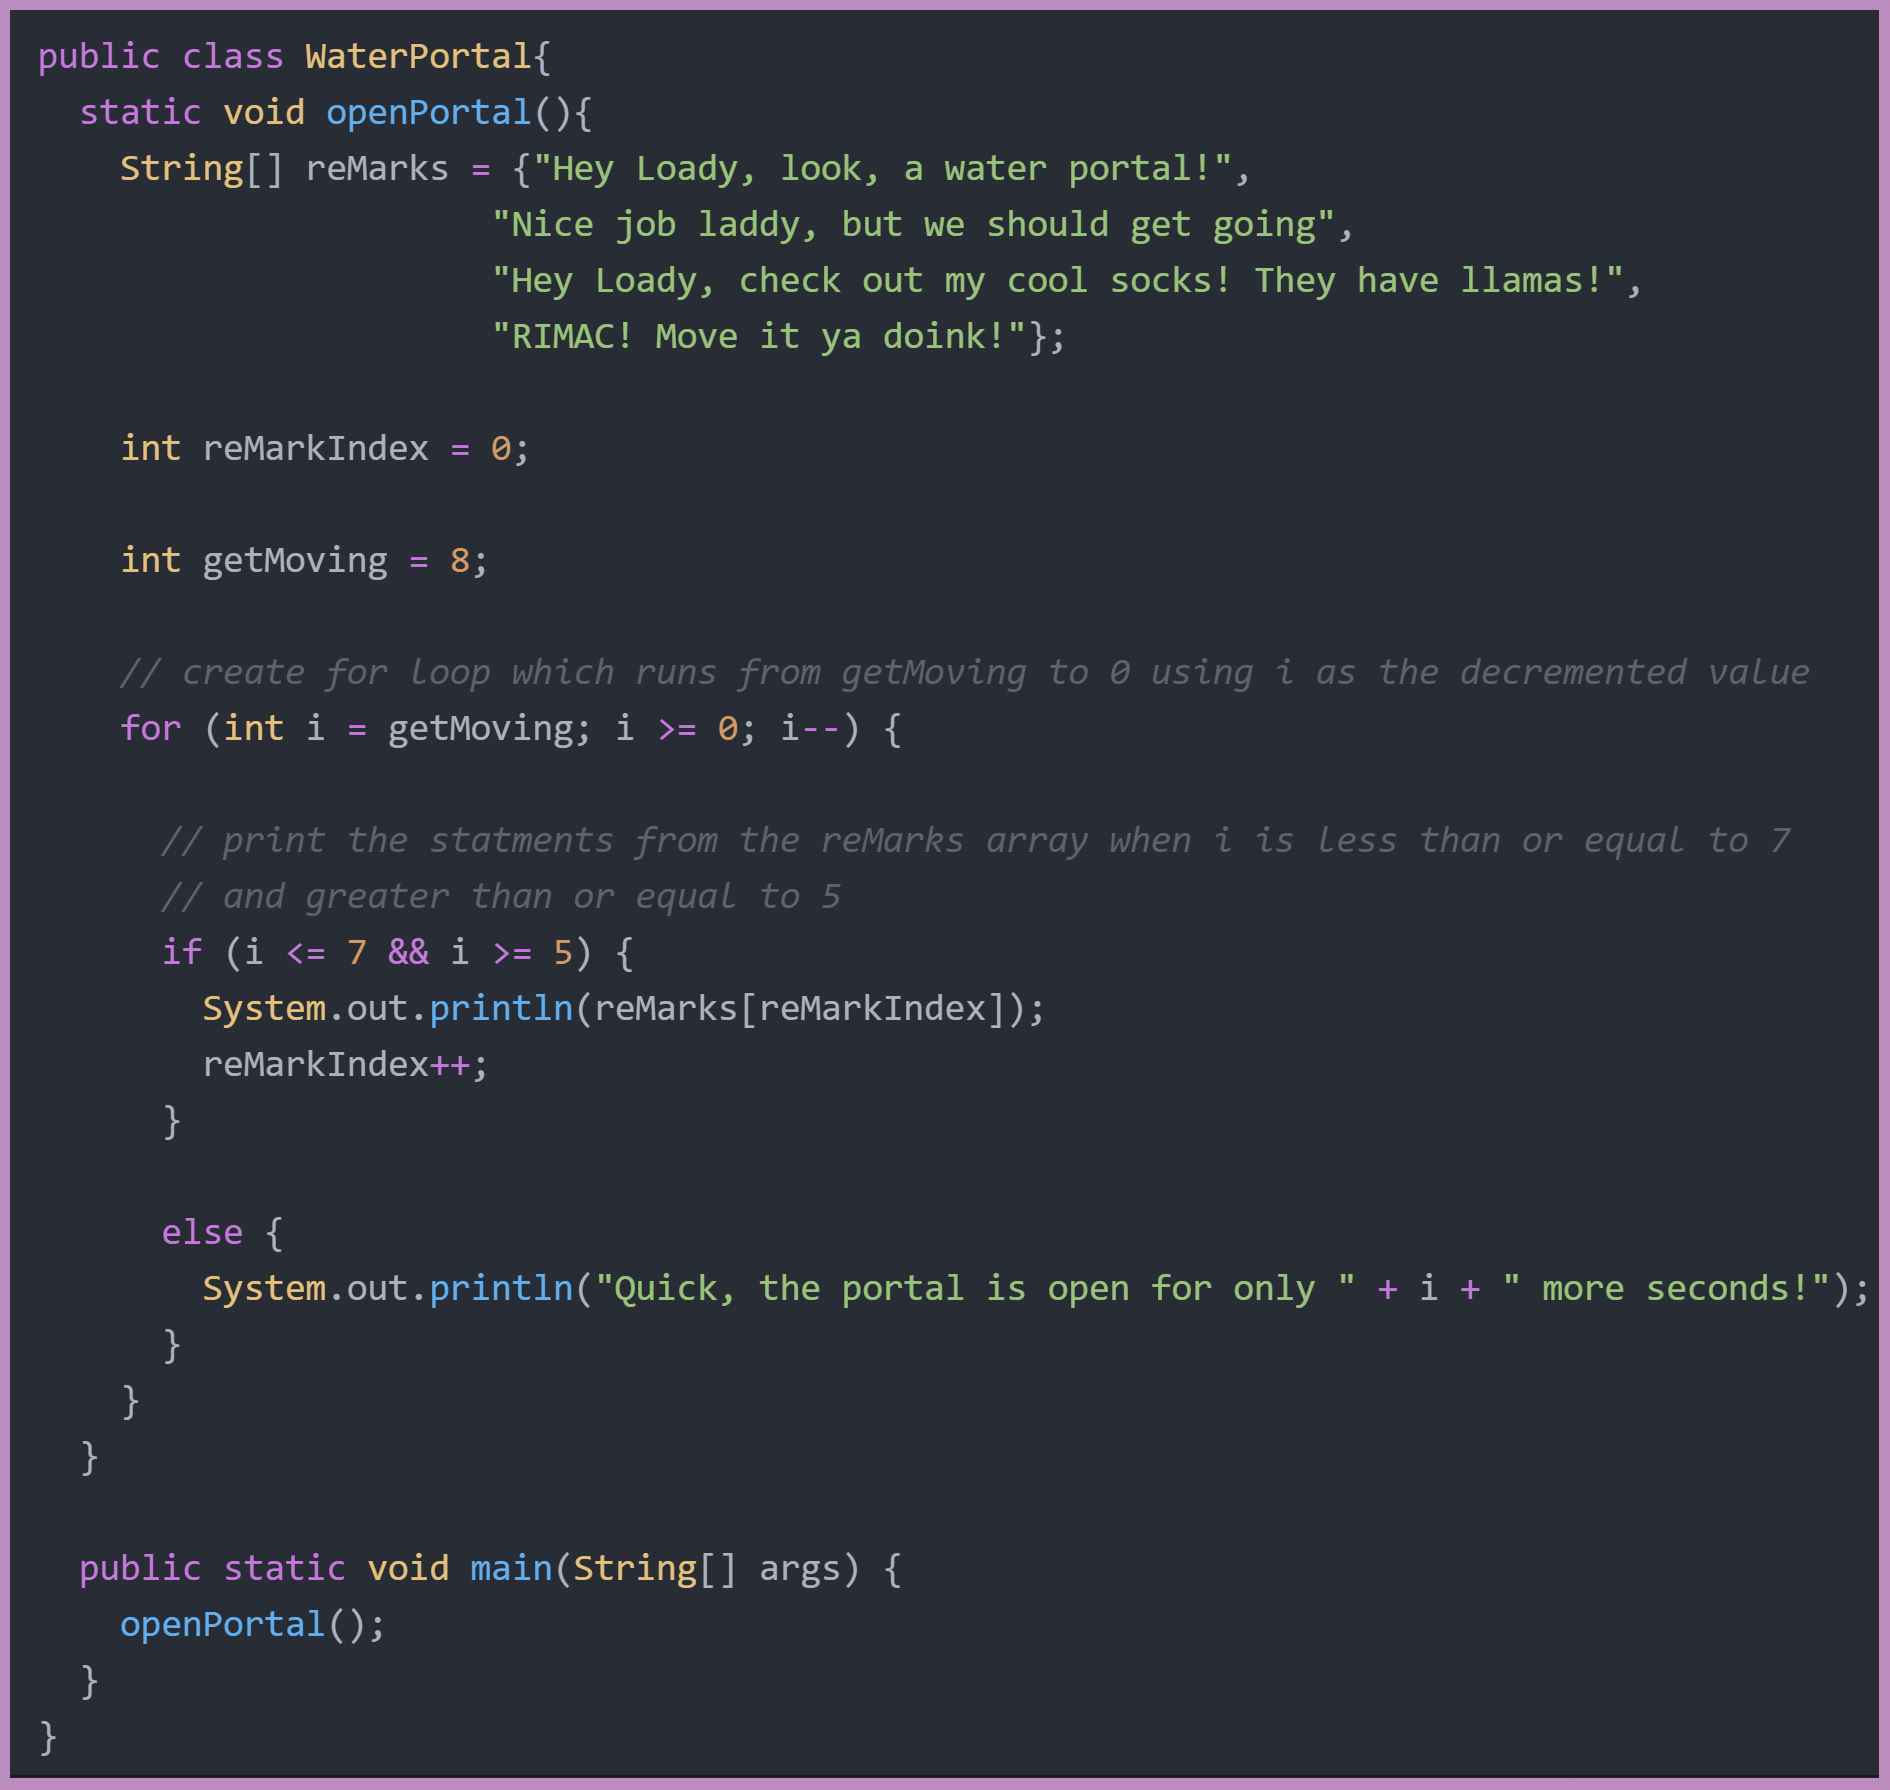 public class WaterPortal{
static void openPortal(){
String[] reMarks = {"Hey Loady, look, a water portal!",
"Nice job laddy, but we should get going",
"Hey Loady, check out my cool socks! They have llamas!",
"RIMAC! Move it ya doink!"};
int reMarkIndex = 0;
int getMoving = 8;
// create for loop which runs from getMoving to 0 using i as the decremented value
for (int i = getMoving; i >= 0; i--) {
// print the statments from the reMarks array when i is less than or equal to 7
// and greater than or equal to 5
if (i <= 7 && i >= 5) {
System.out.println(reMarks[reMarkIndex]);
reMarkIndex++;
}
else {
System.out.println("Quick, the portal is open for only " + i + " more seconds!");
}
}
}
public static void main(String[] args) {
openPortal();
}
}